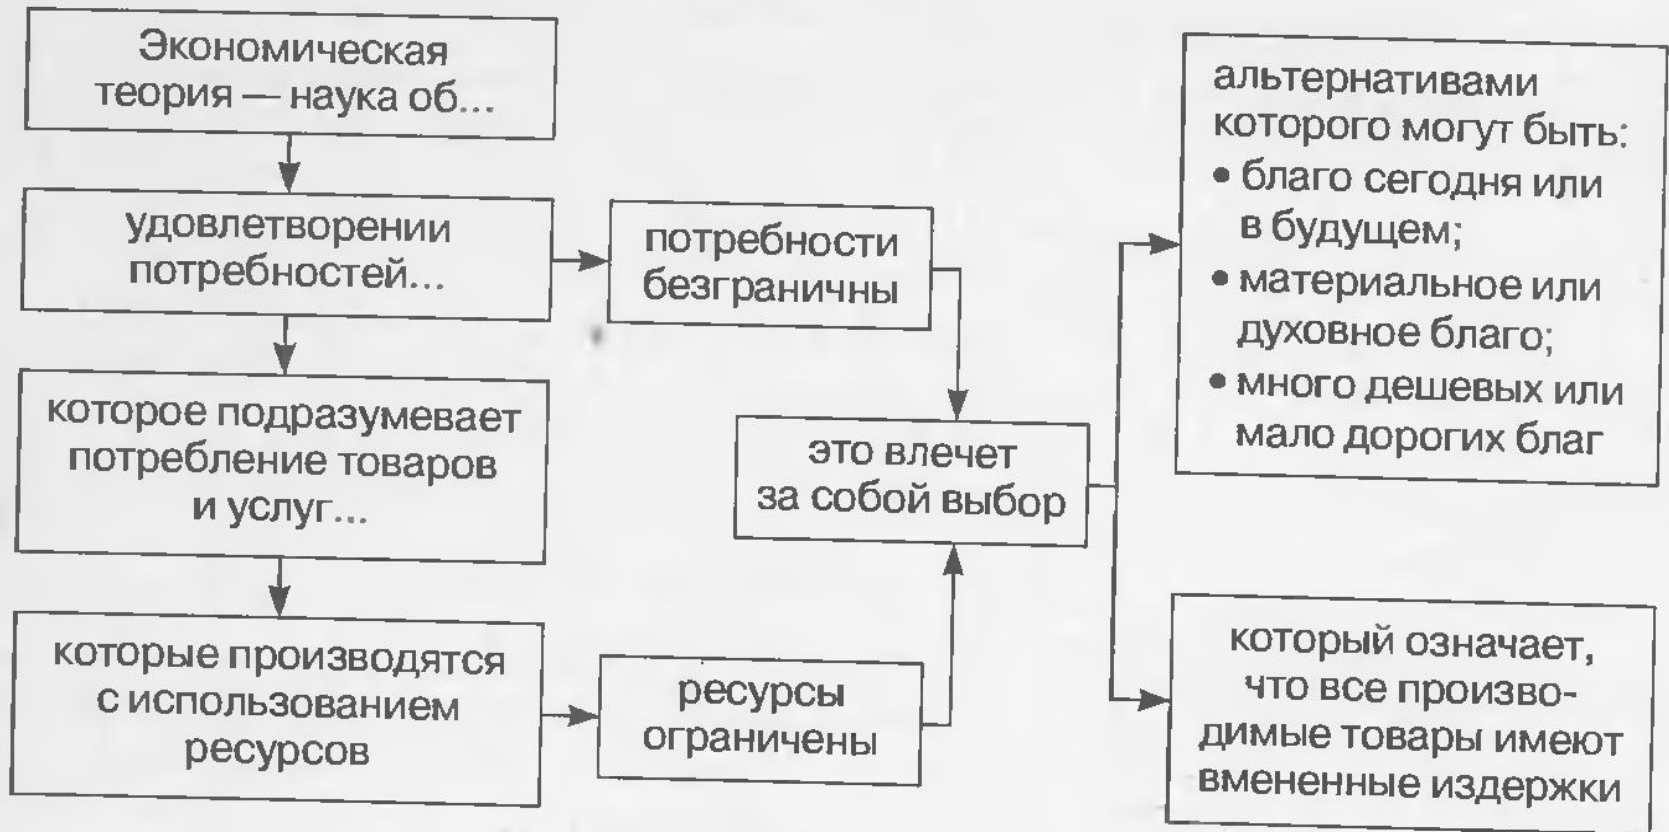 Экономическая
теория — наука об...
удовлетворении
потребностей...
потребности
безграничны
которое подразумевает
потребление товаров
и услуг...
которые производятся
с использованием
ресурсов
ресурсы
ограничены
это влечет
за собой выбор
альтернативами
которого могут быть:
• благо сегодня или
в будущем;
• материальное или
духовное благо;
• много дешевых или
мало дорогих благ
который означает,
что все произво-
димые товары имеют
вмененные издержки